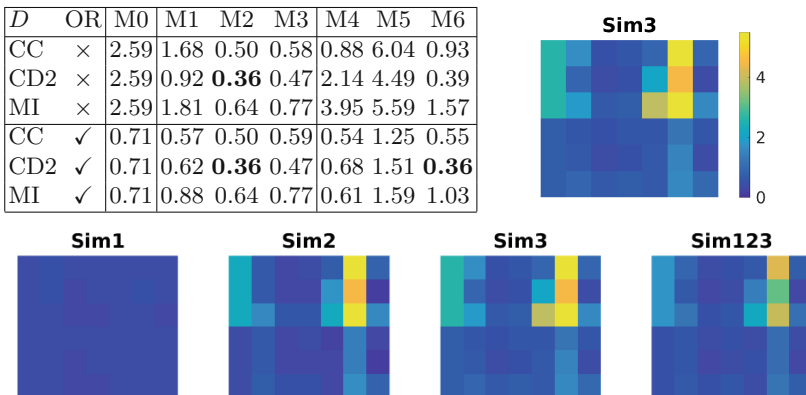 D OR M0 M1 M2 M3 M4 M5 M6
CC × 2.59 1.68 0.50 0.58 0.88 6.04 0.93
CD2 × 2.59 0.92 0.36 0.47 2.14 4.49 0.39
MI × 2.59 1.81 0.64 0.77 3.95 5.59 1.57
CC ✓ 0.71 0.57 0.50 0.59 0.54 1.25 0.55
CD2 ✓ 0.71 0.62 0.36 0.47 0.68 1.51 0.36
MI ✓ 0.71 0.88 0.64 0.77 0.61 1.59 1.03
Sim3
4
2
0
Sim1 Sim2 Sim3 Sim123